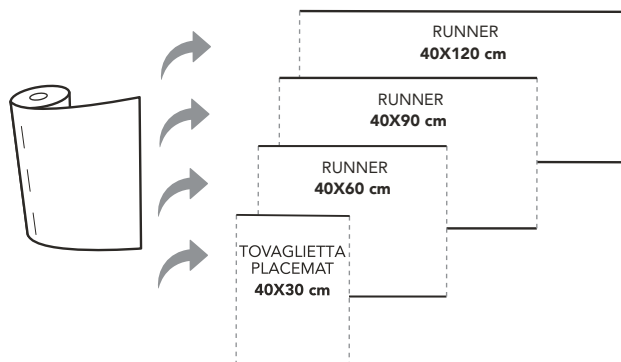 RUNNER
40X120 cm
RUNNER
40X90 cm
RUNNER
40X60 cm
TOVAGLIETTA
PLACEMAT
40X30 cm